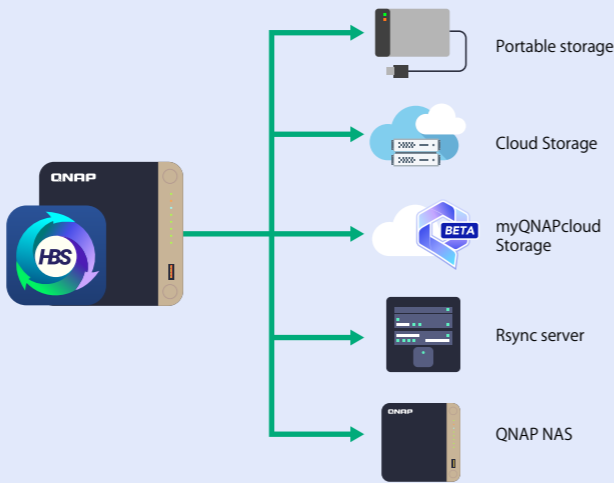 Portable storage
Cloud Storage
QNAP
HBS
BETA
myQNAPcloud
Storage
Rsync server
QNAP
QNAP NAS